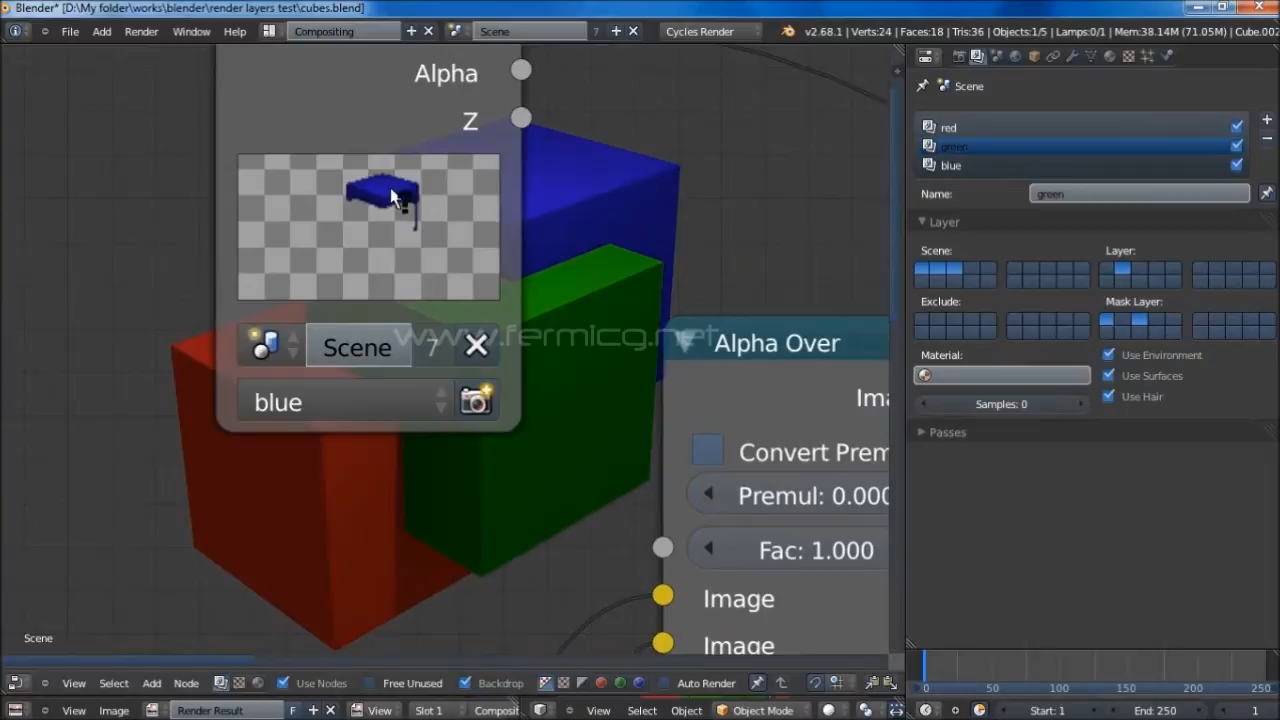 Blender* [D:\My folder\works\blender\render layers test\cubes.blend]
File Add Render Window Help Compositing Scene 7 Cycles Render v2.68.1 | Verts:24 | Faces:18 | Tris:36 | Objects:1/5 | Lamps:0/1 | Mem:38.14M (71.05M) | Cube.002
Alpha
Z
Scene 7
blue
www.fermicg.net
Alpha Over
Ima
Convert Prem
Premul: 0.000
Fac: 1.000
Image
Image
Scene
Scene
red
green
blue
Name: green
Layer
Scene: Layer:
Exclude: Mask Layer:
Material:
Use Environment
Use Surfaces
Samples: 0
Use Hair
Passes
View Select Add Node Use Nodes Free Unused Backdrop Auto Render
0 50 100 150 200 250
View Image Render Result F View Slot 1 Composit View Select Object Object Mode Start: 1 End: 250 1